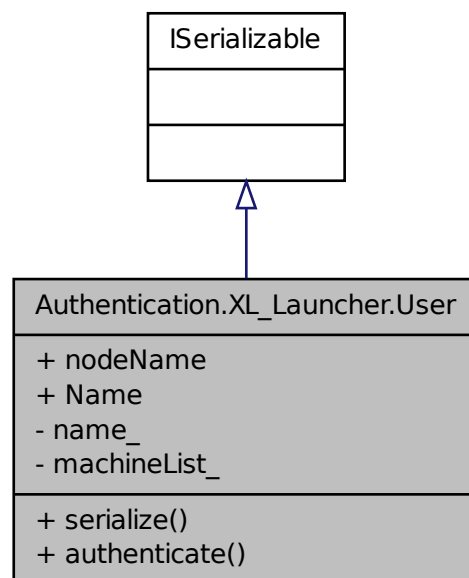 ISerializable
Authentication.XL_Launcher.User
+ nodeName
+ Name
- name_
- machineList_
+ serialize()
+ authenticate()